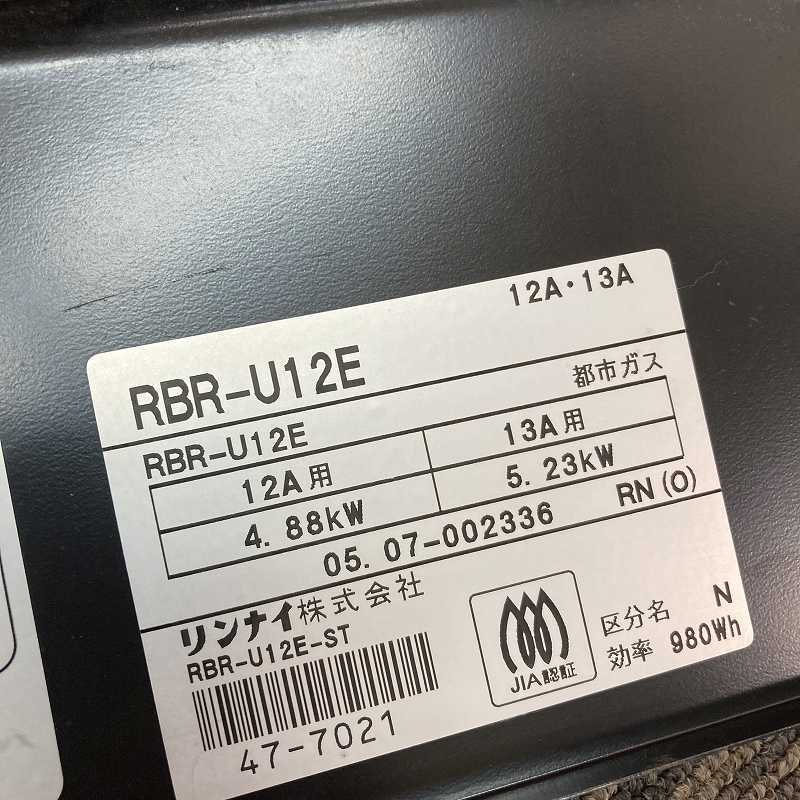 12A・13A
RBR-U12E
都市ガス
RBR-U12E
12A用 13A用
4.88kW 5.23kW
05.07-002336 RN(O)
リンナイ株式会社
RBR-U12E-ST
47-7021
JIA認証
区分名 N
効率 980Wh